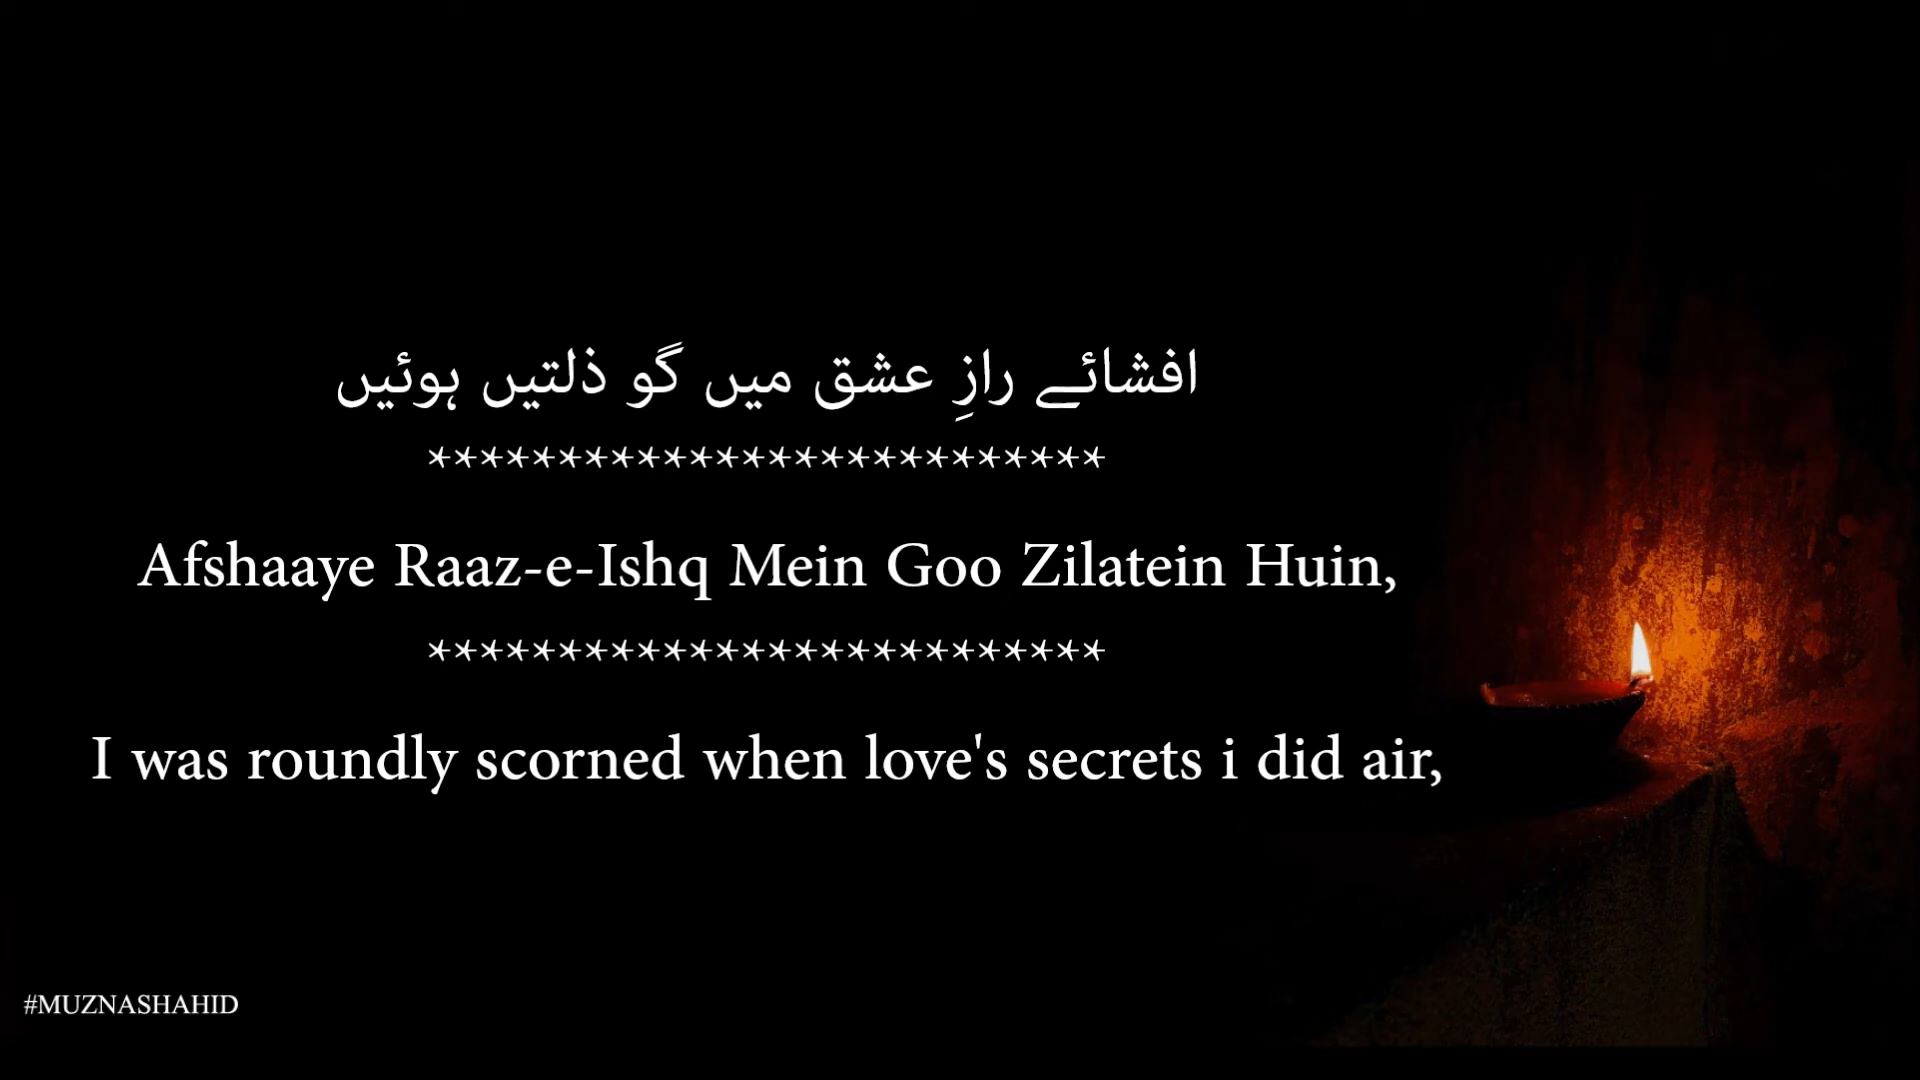 افشائے رازِ عشق میں گو ذلتیں ہوئیں
**************************
Afshaaye Raaz-e-Ishq Mein Goo Zilatein Huin,
**************************
I was roundly scorned when love's secrets i did air,
#MUZNASHAHID